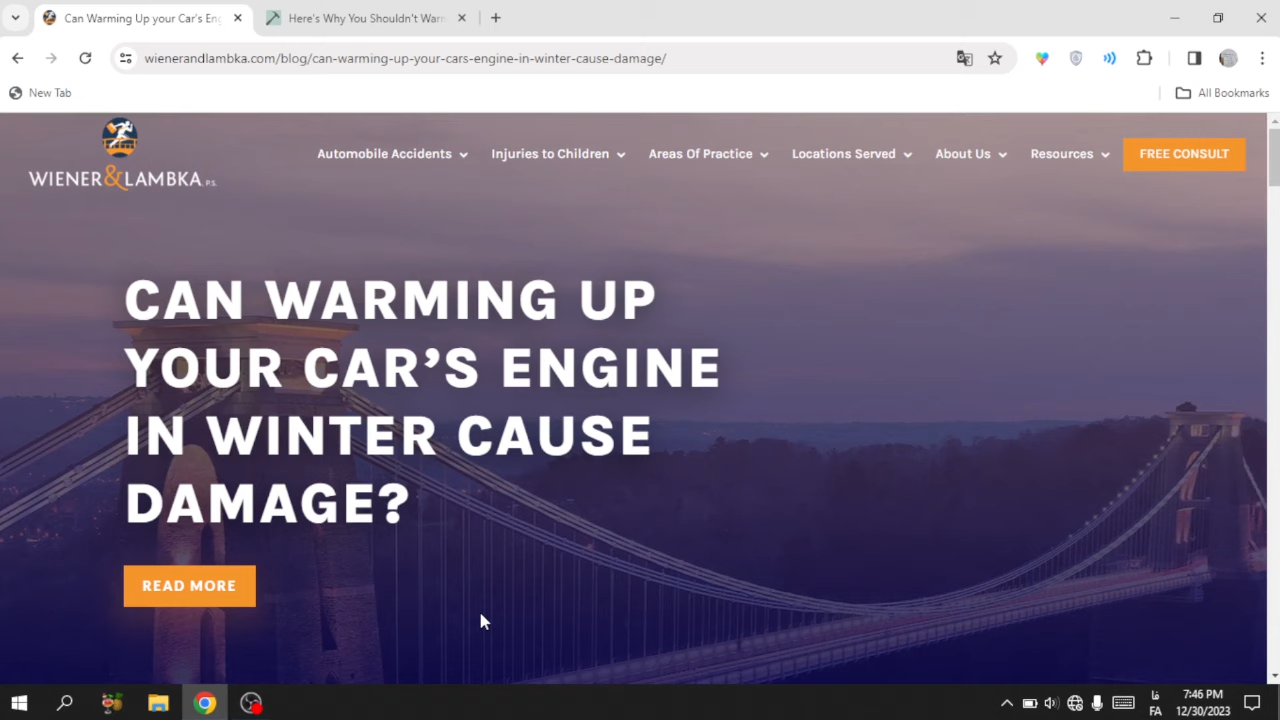 Can Warming Up your Car's Eng
Here's Why You Shouldn't Warn
wienerandlambka.com/blog/can-warming-up-your-cars-engine-in-winter-cause-damage/
New Tab
All Bookmarks
WIENER&LAMBKA P.S.
Automobile Accidents
Injuries to Children
Areas Of Practice
Locations Served
About Us
Resources
FREE CONSULT
CAN WARMING UP
YOUR CAR’S ENGINE
IN WINTER CAUSE
DAMAGE?
READ MORE
فا
FA
7:46 PM
12/30/2023